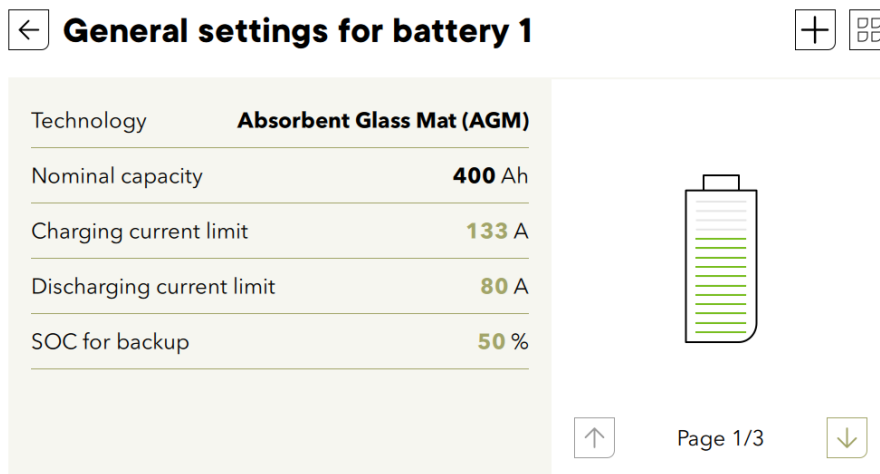 General settings for battery 1
Technology Absorbent Glass Mat (AGM)
Nominal capacity 400 Ah
Charging current limit 133 A
Discharging current limit 80 A
SOC for backup 50 %
Page 1/3